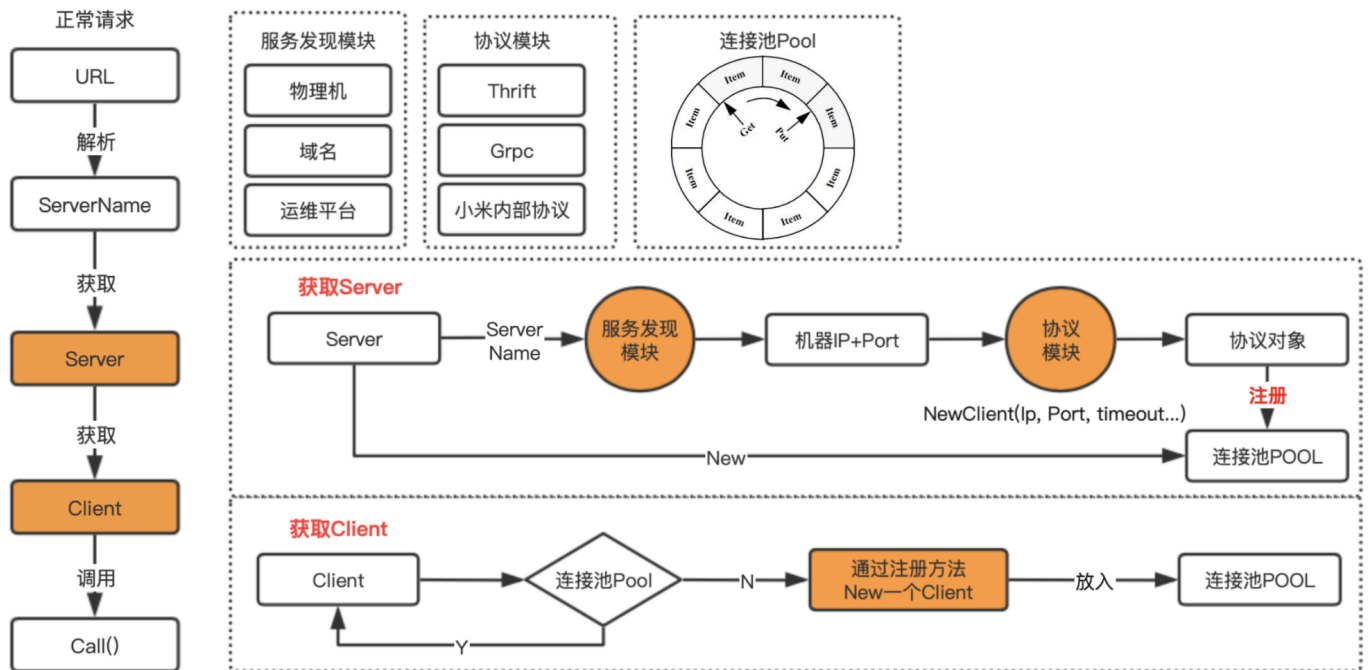 正常请求
URL
解析
ServerName
获取
Server
获取
Client
调用
Call()
服务发现模块
物理机
域名
运维平台
协议模块
Thrift
Grpc
小米内部协议
连接池Pool
Item
Item
Item
Item
Item
Item
Item
Item
Get
Put
获取Server
Server
Server
Name
服务发现
模块
机器IP+Port
协议
模块
协议对象
NewClient(Ip, Port, timeout...)
注册
New
连接池POOL
获取Client
Client
连接池Pool
N
通过注册方法
New一个Client
放入
连接池POOL
Y